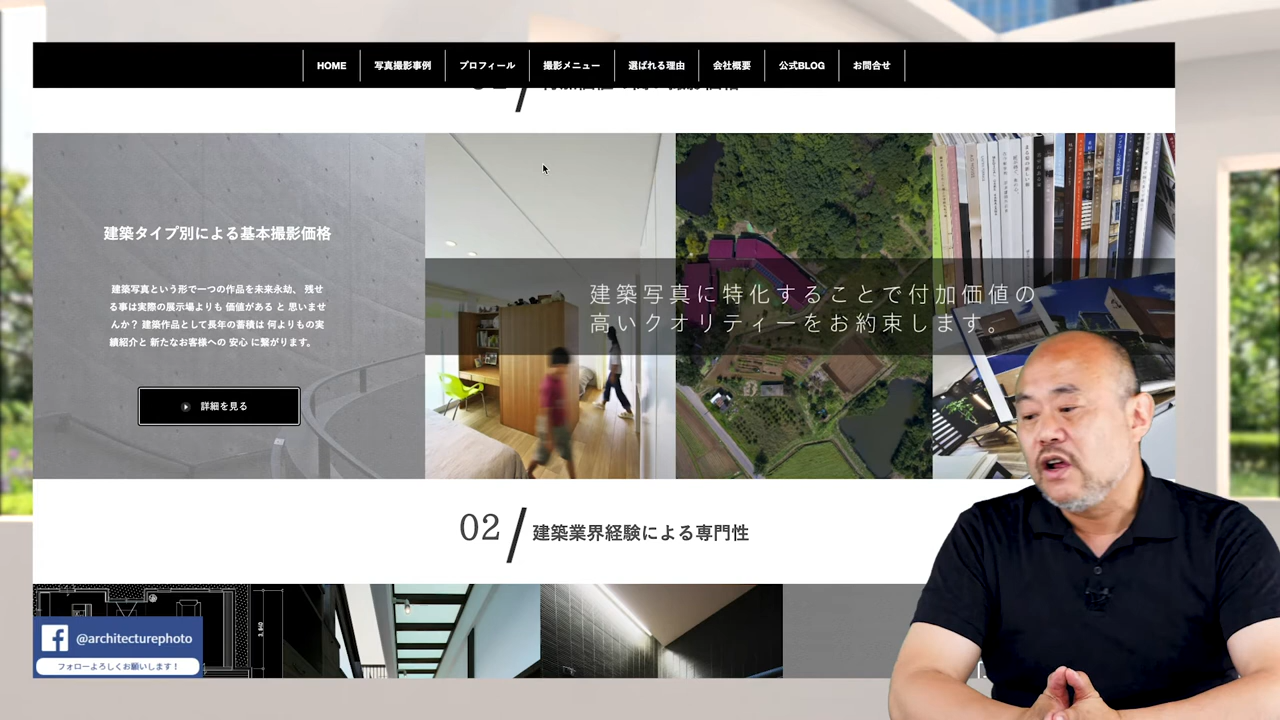 HOME
写真撮影事例
プロフィール
撮影メニュー
選ばれる理由
会社概要
公式BLOG
お問合せ
建築タイプ別による基本撮影価格
建築写真という形で一つの作品を未来永劫、 残せ
る事は実際の展示場よりも 価値がある と 思いませ
んか？ 建築作品として長年の蓄積は 何よりもの実
績紹介と 新たなお客様への 安心 に繋がります。
詳細を見る
建築写真に特化することで付加価値の
高いクオリティーをお約束します。
02
建築業界経験による専門性
@architecturephoto
フォローよろしくお願いします！